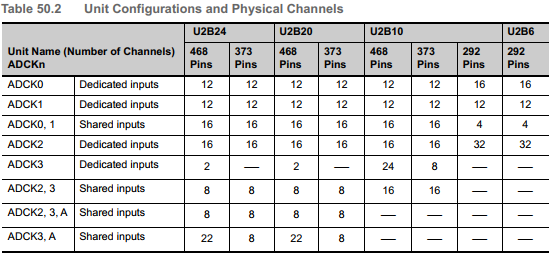 Table 50.2 Unit Configurations and Physical Channels
U2B24 U2B20 U2B10 U2B6
Unit Name (Number of Channels) ADCKn 468 Pins 373 Pins 468 Pins 373 Pins 468 Pins 373 Pins 292 Pins 292 Pins
ADCK0 Dedicated inputs 12 12 12 12 12 12 16 16
ADCK1 Dedicated inputs 12 12 12 12 12 12 12 12
ADCK0, 1 Shared inputs 16 16 16 16 16 16 4 4
ADCK2 Dedicated inputs 16 16 16 16 16 16 32 32
ADCK3 Dedicated inputs 2 — 2 — 24 8 — —
ADCK2, 3 Shared inputs 8 8 8 8 16 16 — —
ADCK2, 3, A Shared inputs 8 8 8 8 — — — —
ADCK3, A Shared inputs 22 8 22 8 — — — —